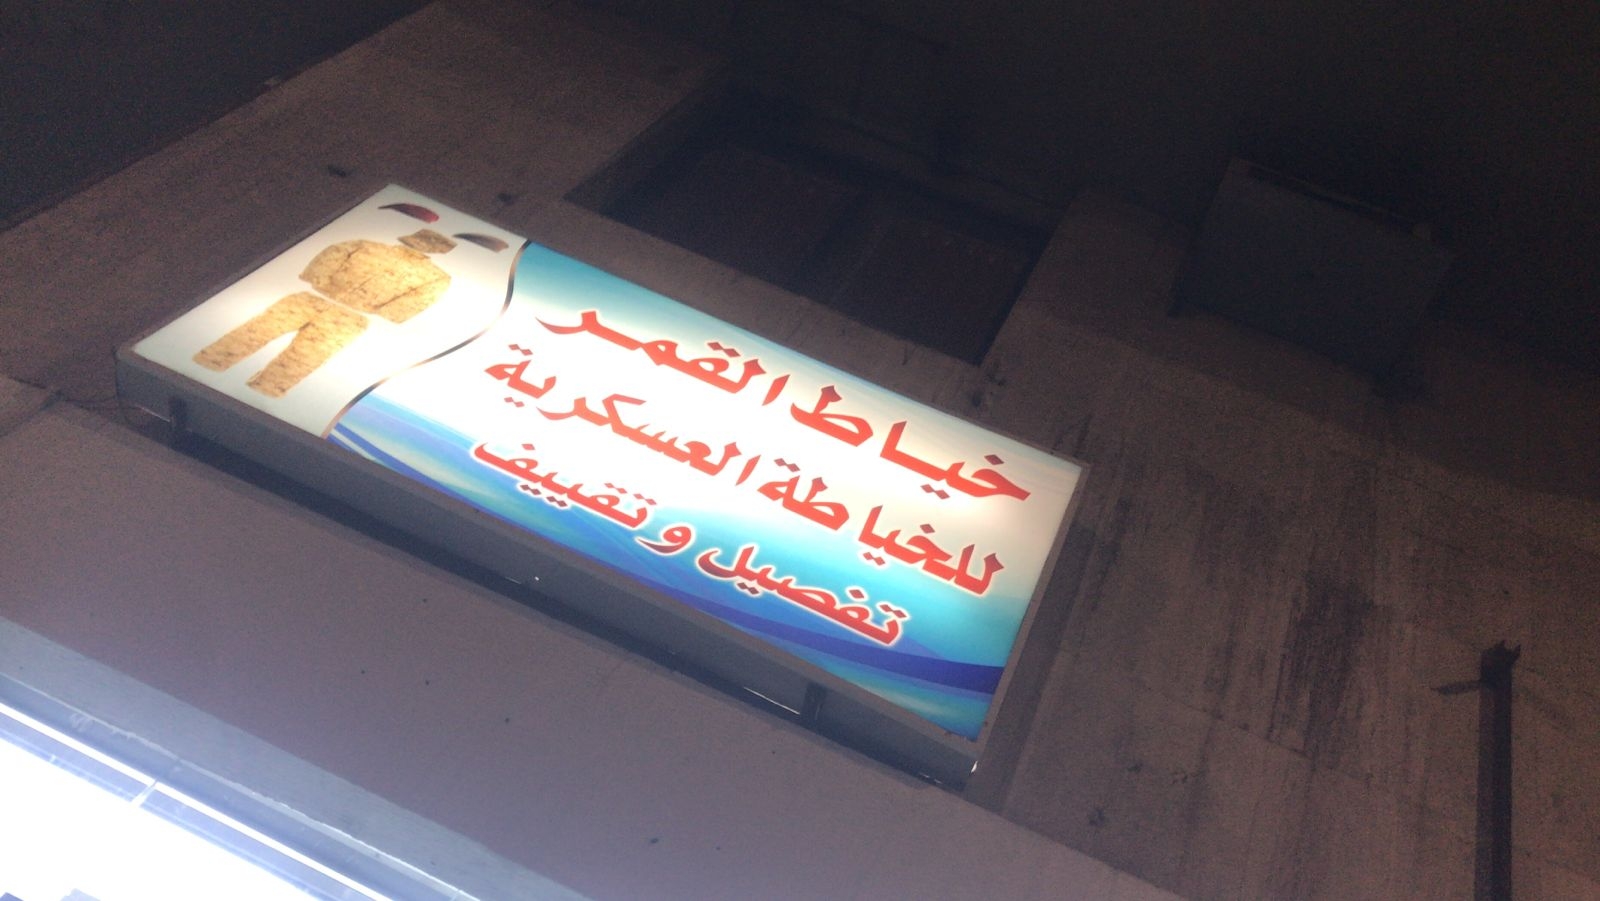 خياط القمر
للخياطة العسكرية
تفصيل و تقييف